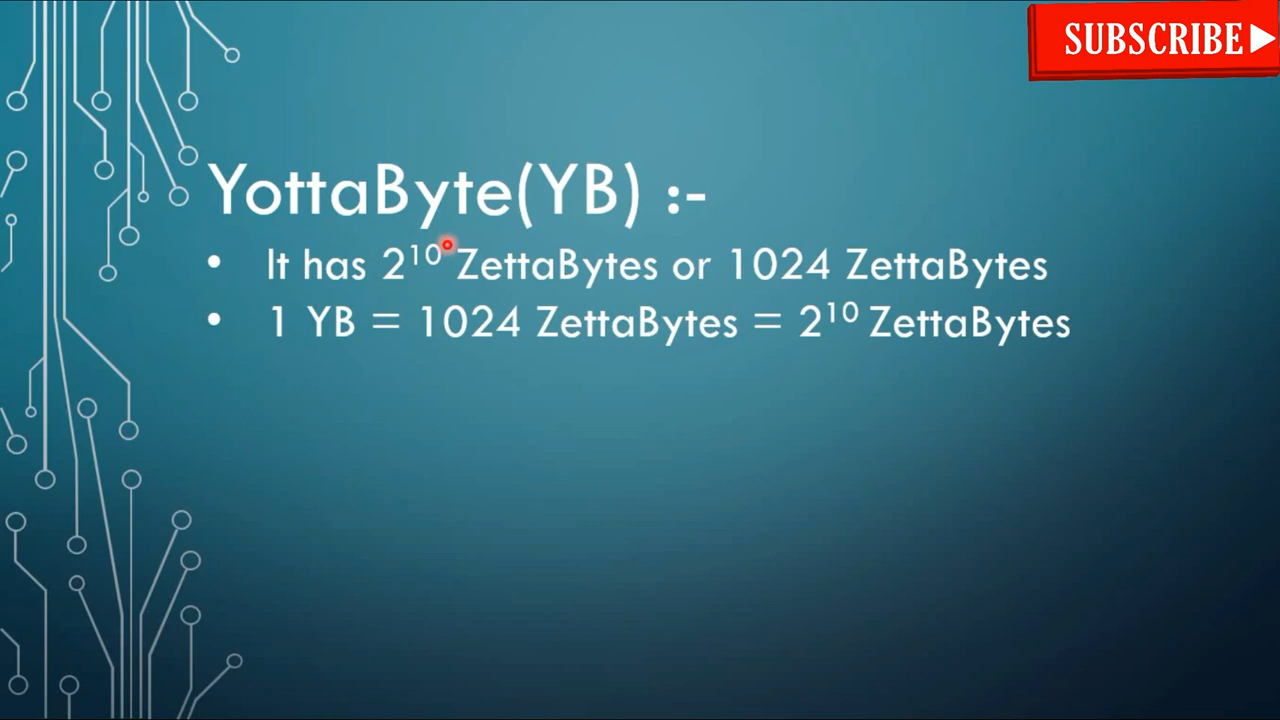 SUBSCRIBE
YottaByte(YB) :-
• It has 2¹⁰ ZettaBytes or 1024 ZettaBytes
• 1 YB = 1024 ZettaBytes = 2¹⁰ ZettaBytes